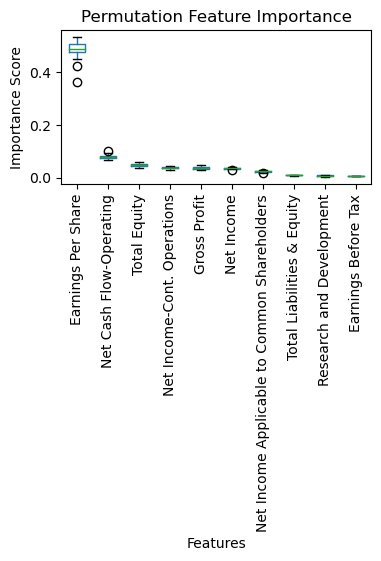 Permutation Feature Importance
Importance Score
0.4
0.2
0.0
Earnings Per Share
Net Cash Flow-Operating
Total Equity
Net Income-Cont. Operations
Gross Profit
Net Income
Net Income Applicable to Common Shareholders
Total Liabilities & Equity
Research and Development
Earnings Before Tax
Features